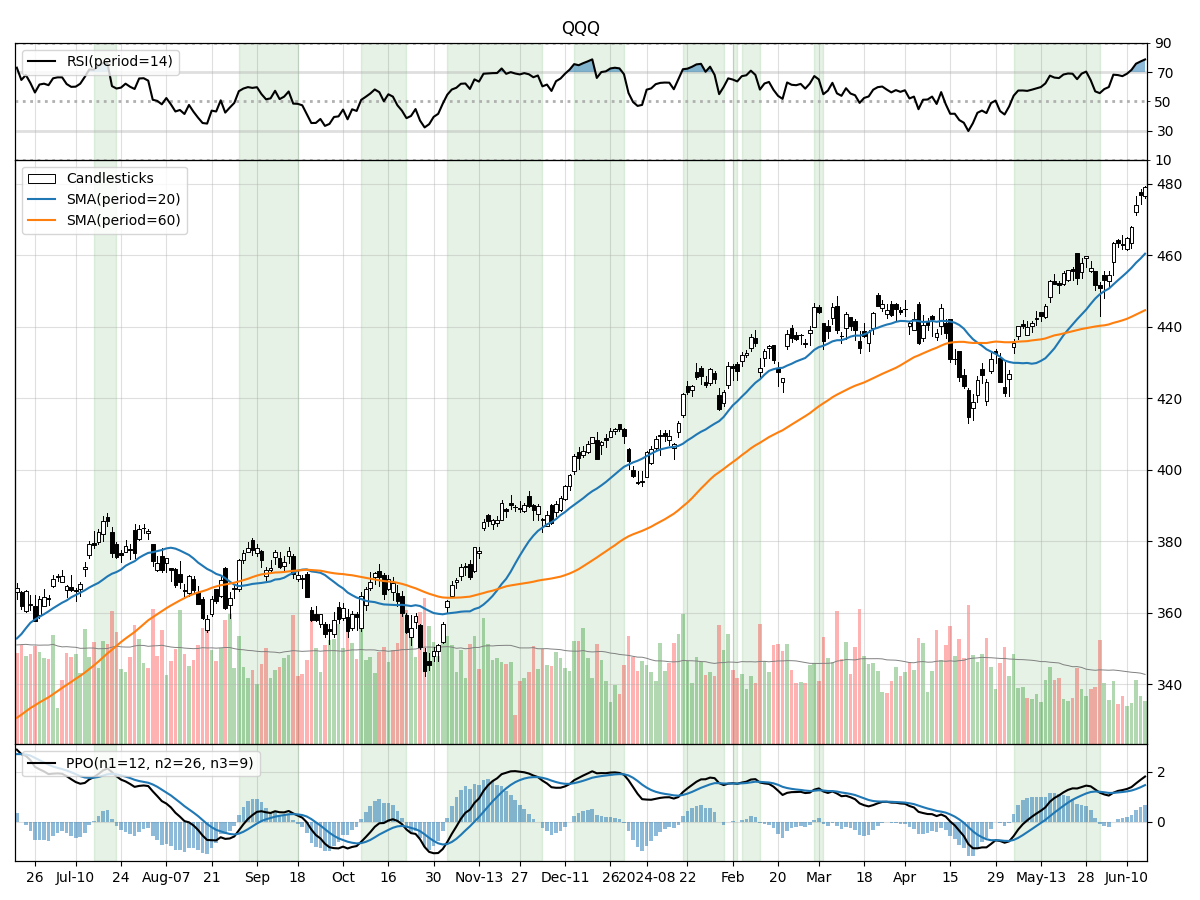 QQQ
RSI(period=14)
90
70
50
30
10
Candlesticks
SMA(period=20)
SMA(period=60)
480
460
440
420
400
380
360
340
PPO(n1=12, n2=26, n3=9)
2
0
26 Jul-10 24 Aug-07 21 Sep 18 Oct 16 30 Nov-13 27 Dec-11 26 2024-08 22 Feb 20 Mar 18 Apr 15 29 May-13 28 Jun-10